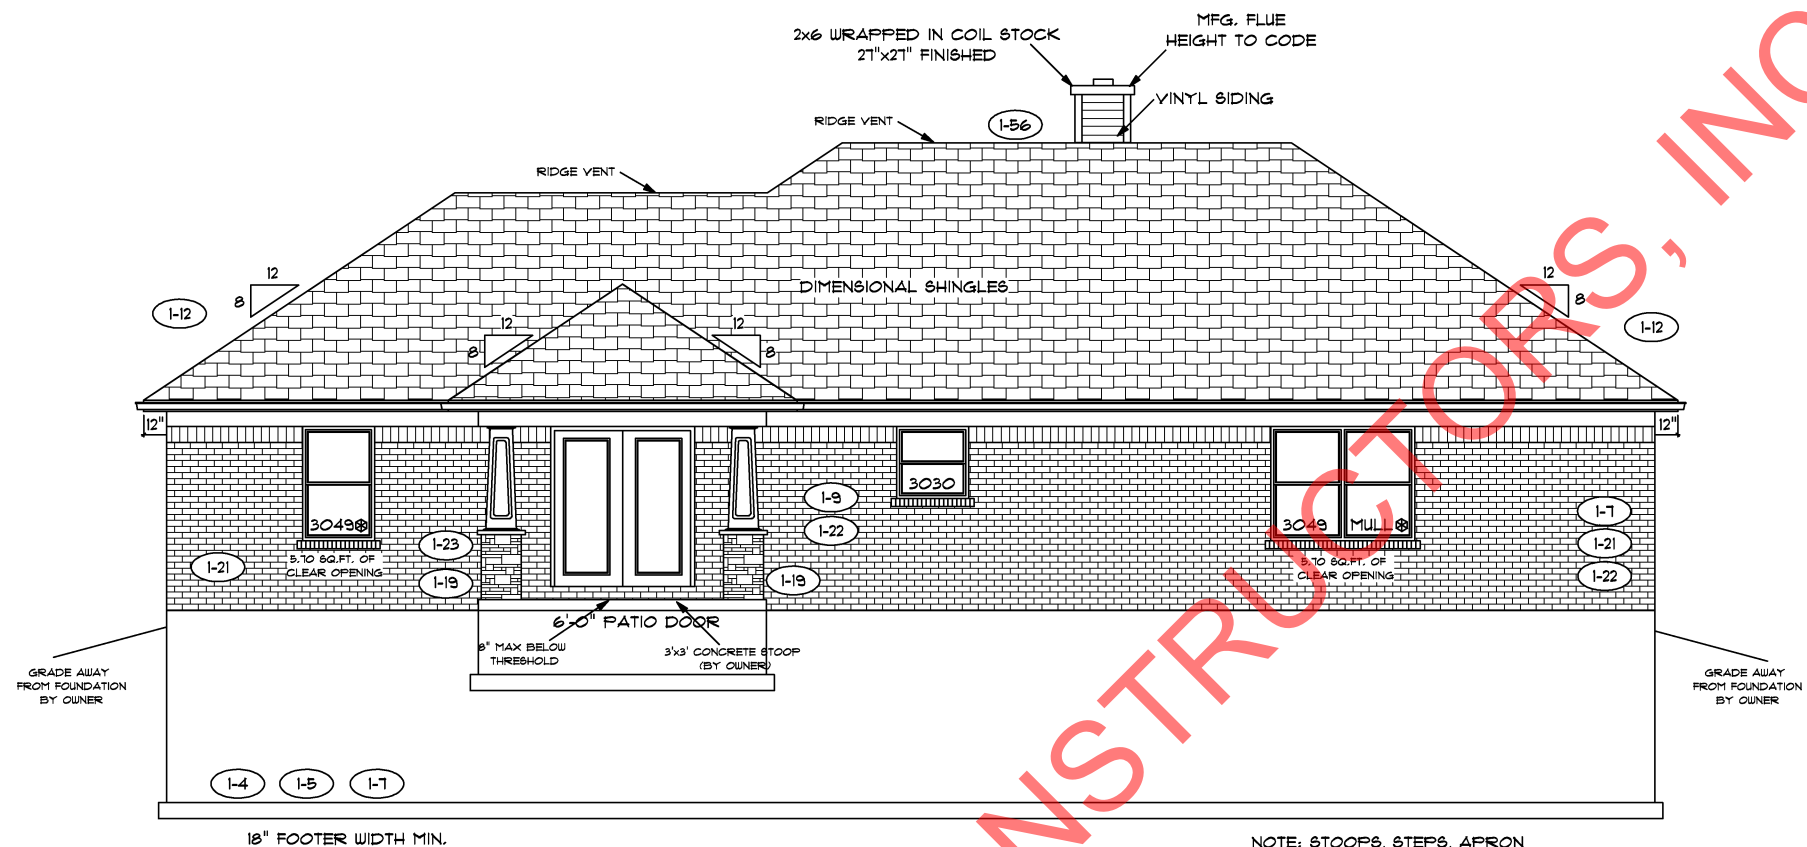 MFG. FLUE
HEIGHT TO CODE
2x6 WRAPPED IN COIL STOCK
27"x27" FINISHED
VINYL SIDING
RIDGE VENT
1-56
RIDGE VENT
12
8
1-12
DIMENSIONAL SHINGLES
12
8
1-12
12
8
12
8
12"
12"
3049
5.70 SQ.FT. OF
CLEAR OPENING
1-21
1-23
1-19
1-19
1-9
1-22
3030
3049 MULL
5.70 SQ.FT. OF
CLEAR OPENING
1-7
1-21
1-22
6'-0" PATIO DOOR
8" MAX BELOW
THRESHOLD
3'x3' CONCRETE STOOP
(BY OWNER)
GRADE AWAY
FROM FOUNDATION
BY OWNER
GRADE AWAY
FROM FOUNDATION
BY OWNER
1-4
1-5
1-7
18" FOOTER WIDTH MIN.
NOTE: STOOPS, STEPS, APRON
NSTRUCTORS, INC